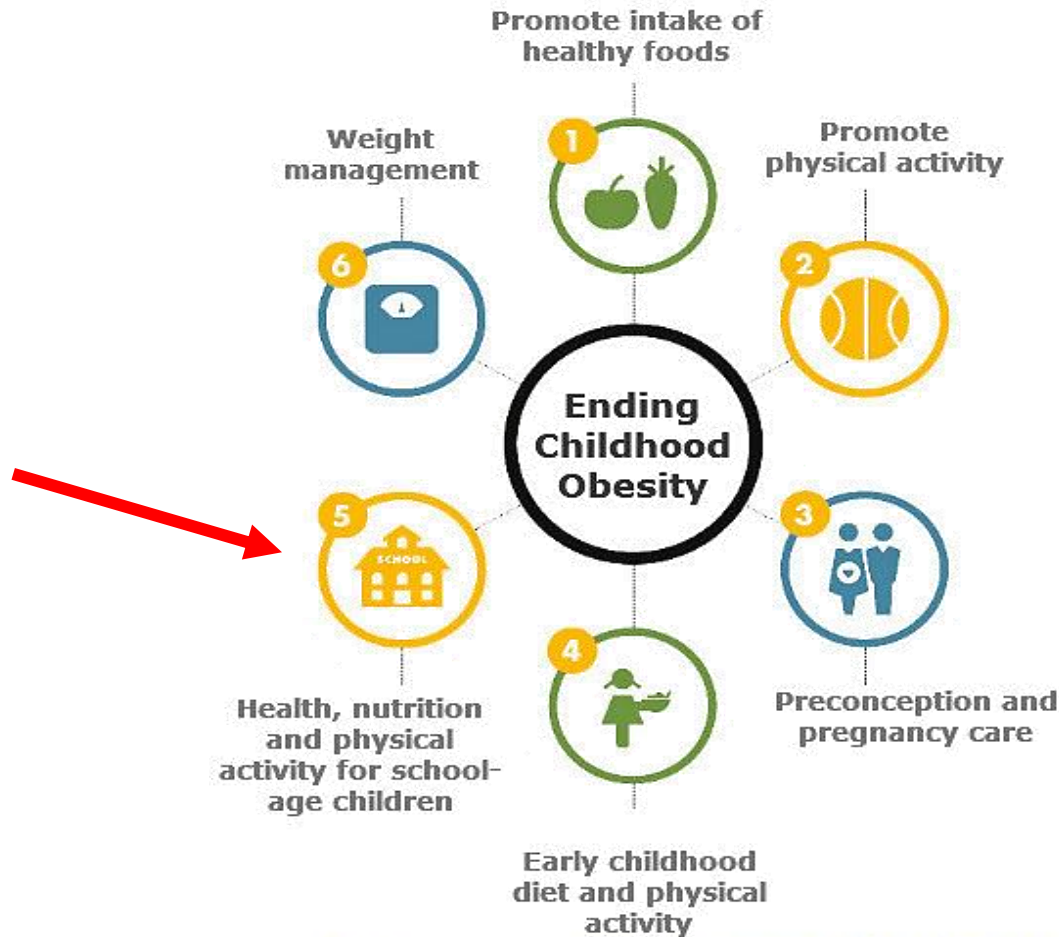 Promote intake of
healthy foods
1
Promote
physical activity
2
Weight
management
6
Ending
Childhood
Obesity
5
SCHOOL
Health, nutrition
and physical
activity for school-
age children
3
Preconception and
pregnancy care
4
Early childhood
diet and physical
activity